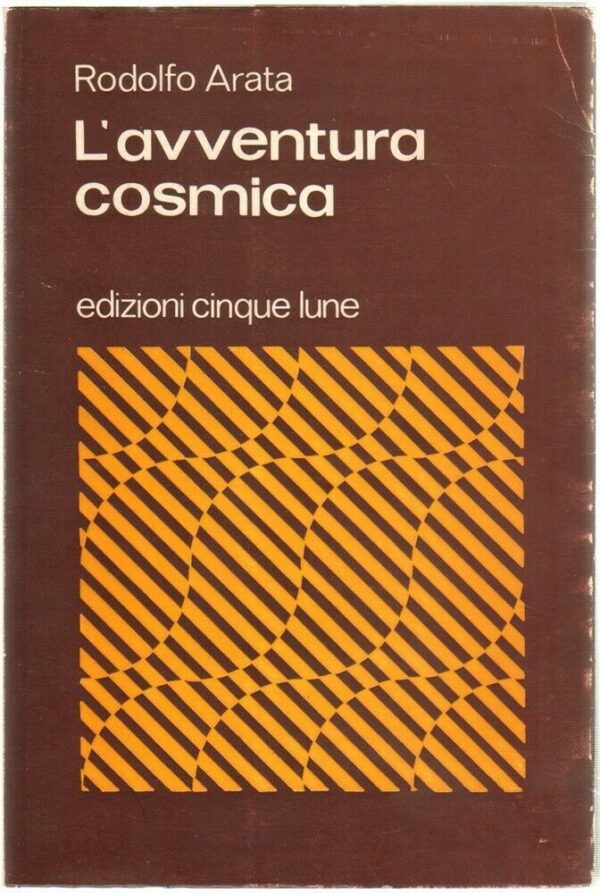 Rodolfo Arata
L'avventura
cosmica
edizioni cinque lune